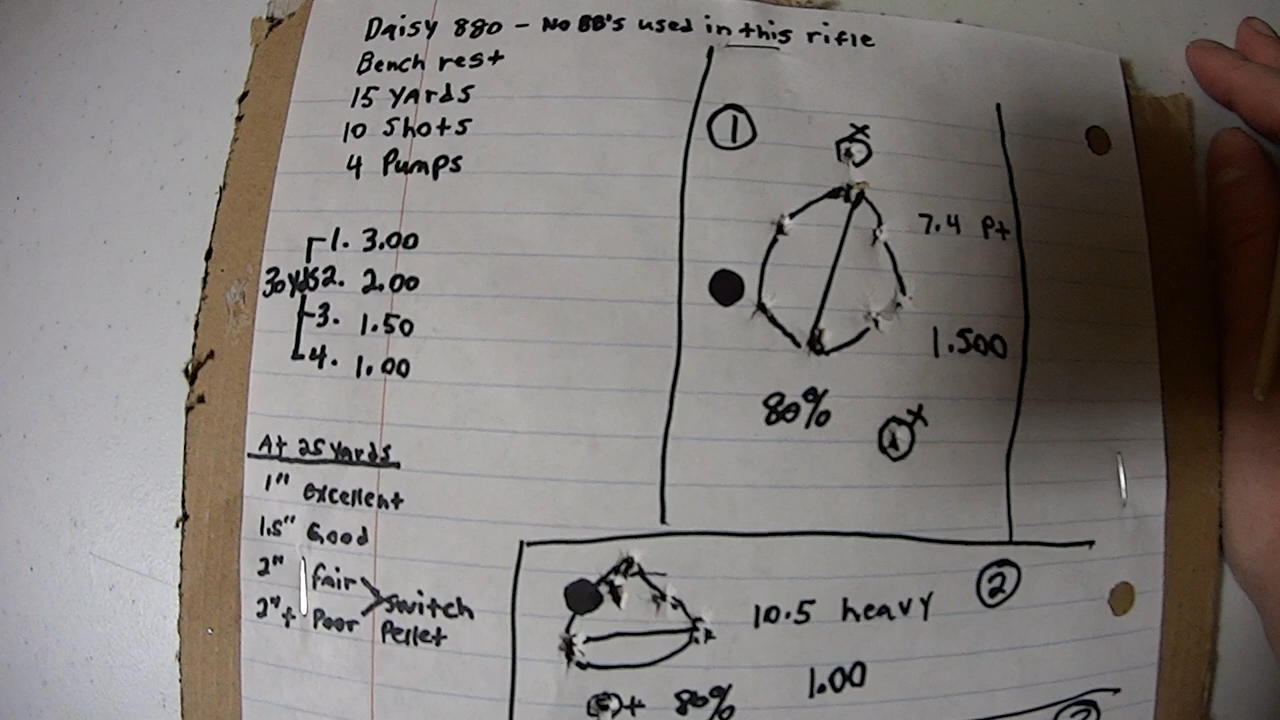 Daisy 880 - No BB's used in this rifle
Bench rest
15 Yards
10 Shots
4 Pumps
1. 3.00
30 yds 2. 2.00
3. 1.50
4. 1.00
At 25 Yards
1" excellent
1.5" Good
2" fair
2"+ Poor
switch
Pellet
1
X
7.4 Pt
1.500
80%
X
2
10.5 heavy
1.00
80%